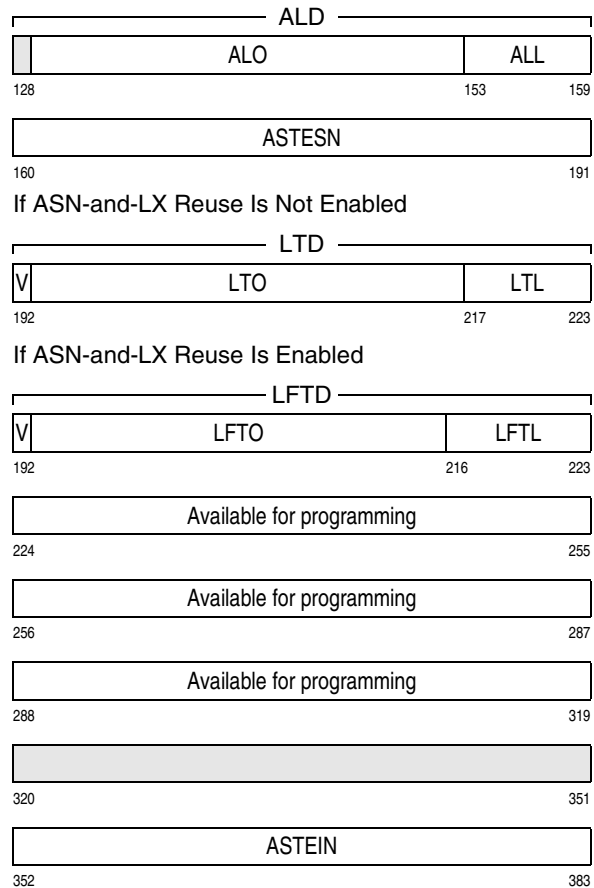 ALD
ALO ALL
128 153 159
ASTESN
160 191
If ASN-and-LX Reuse Is Not Enabled
LTD
V LTO LTL
192 217 223
If ASN-and-LX Reuse Is Enabled
LFTD
V LFTO LFTL
192 216 223
Available for programming
224 255
Available for programming
256 287
Available for programming
288 319
320 351
ASTEIN
352 383